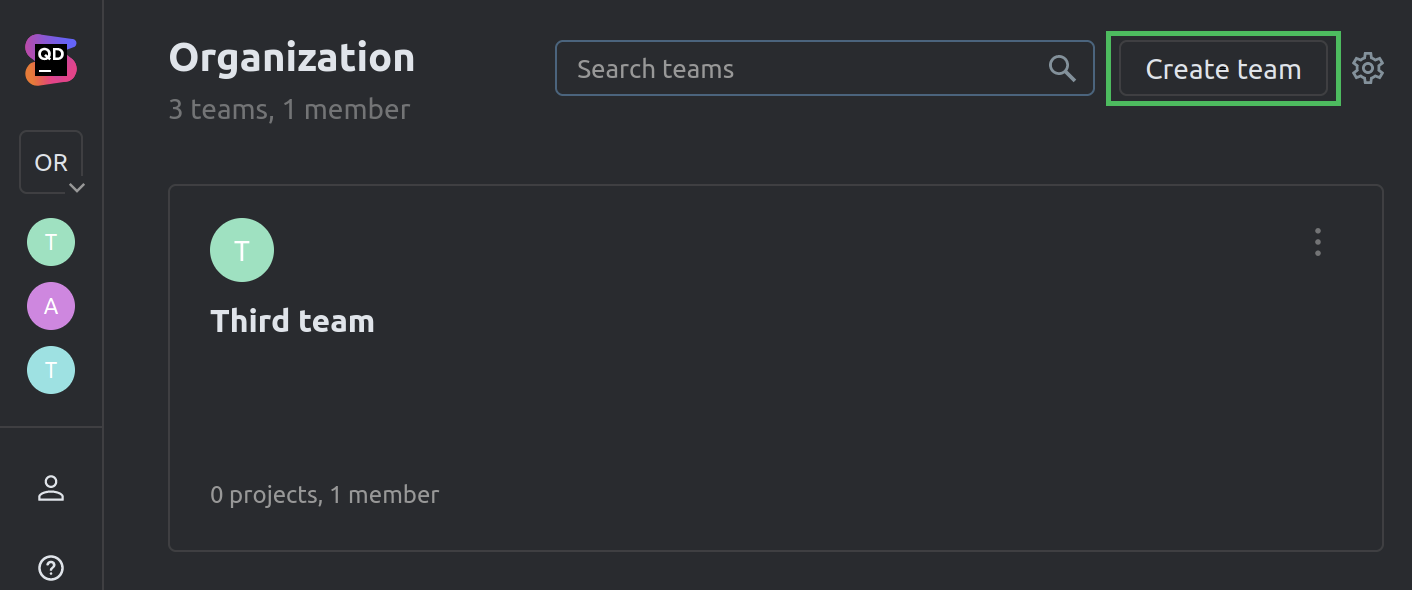 QD
Organization
Search teams
Create team
3 teams, 1 member
OR
T
A
T
T
Third team
0 projects, 1 member
?